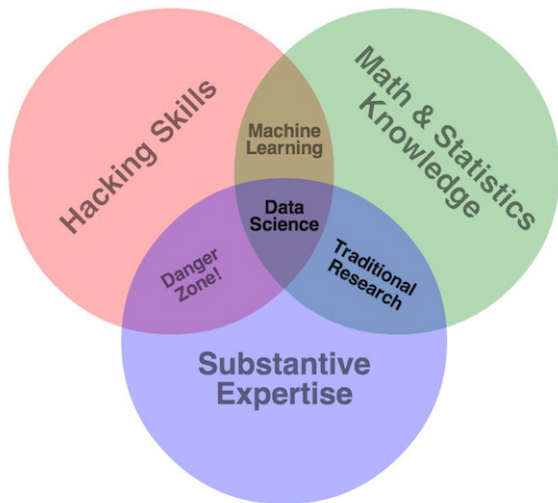 Hacking Skills
Math & Statistics
Knowledge
Machine
Learning
Data
Science
Danger
Zone!
Traditional
Research
Substantive
Expertise